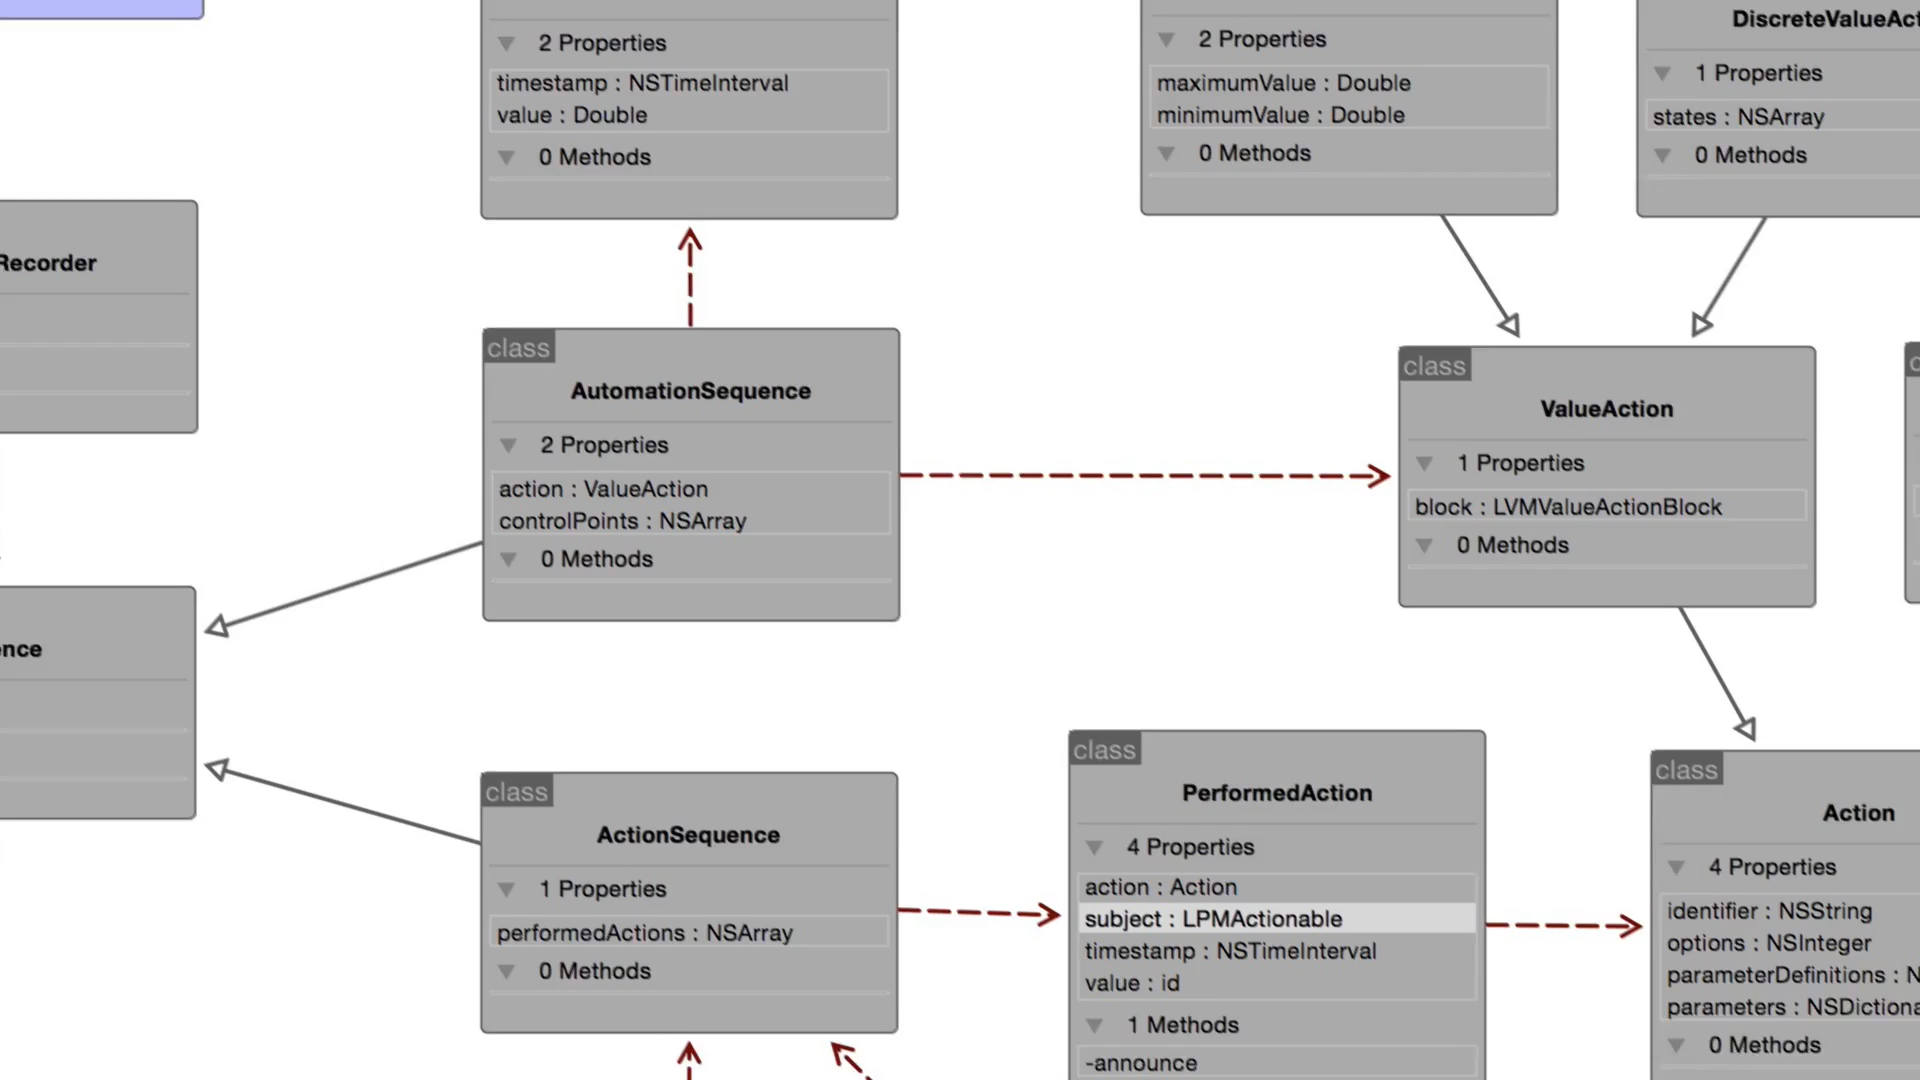 2 Properties
timestamp : NSTimeInterval
value : Double
0 Methods
2 Properties
maximumValue : Double
minimumValue : Double
0 Methods
DiscreteValueAct
1 Properties
states : NSArray
0 Methods
Recorder
class
AutomationSequence
2 Properties
action : ValueAction
controlPoints : NSArray
0 Methods
class
ValueAction
1 Properties
block : LVMValueActionBlock
0 Methods
ence
class
ActionSequence
1 Properties
performedActions : NSArray
0 Methods
class
PerformedAction
4 Properties
action : Action
subject : LPMActionable
timestamp : NSTimeInterval
value : id
1 Methods
-announce
class
Action
4 Properties
identifier : NSString
options : NSInteger
parameterDefinitions : N
parameters : NSDictiona
0 Methods